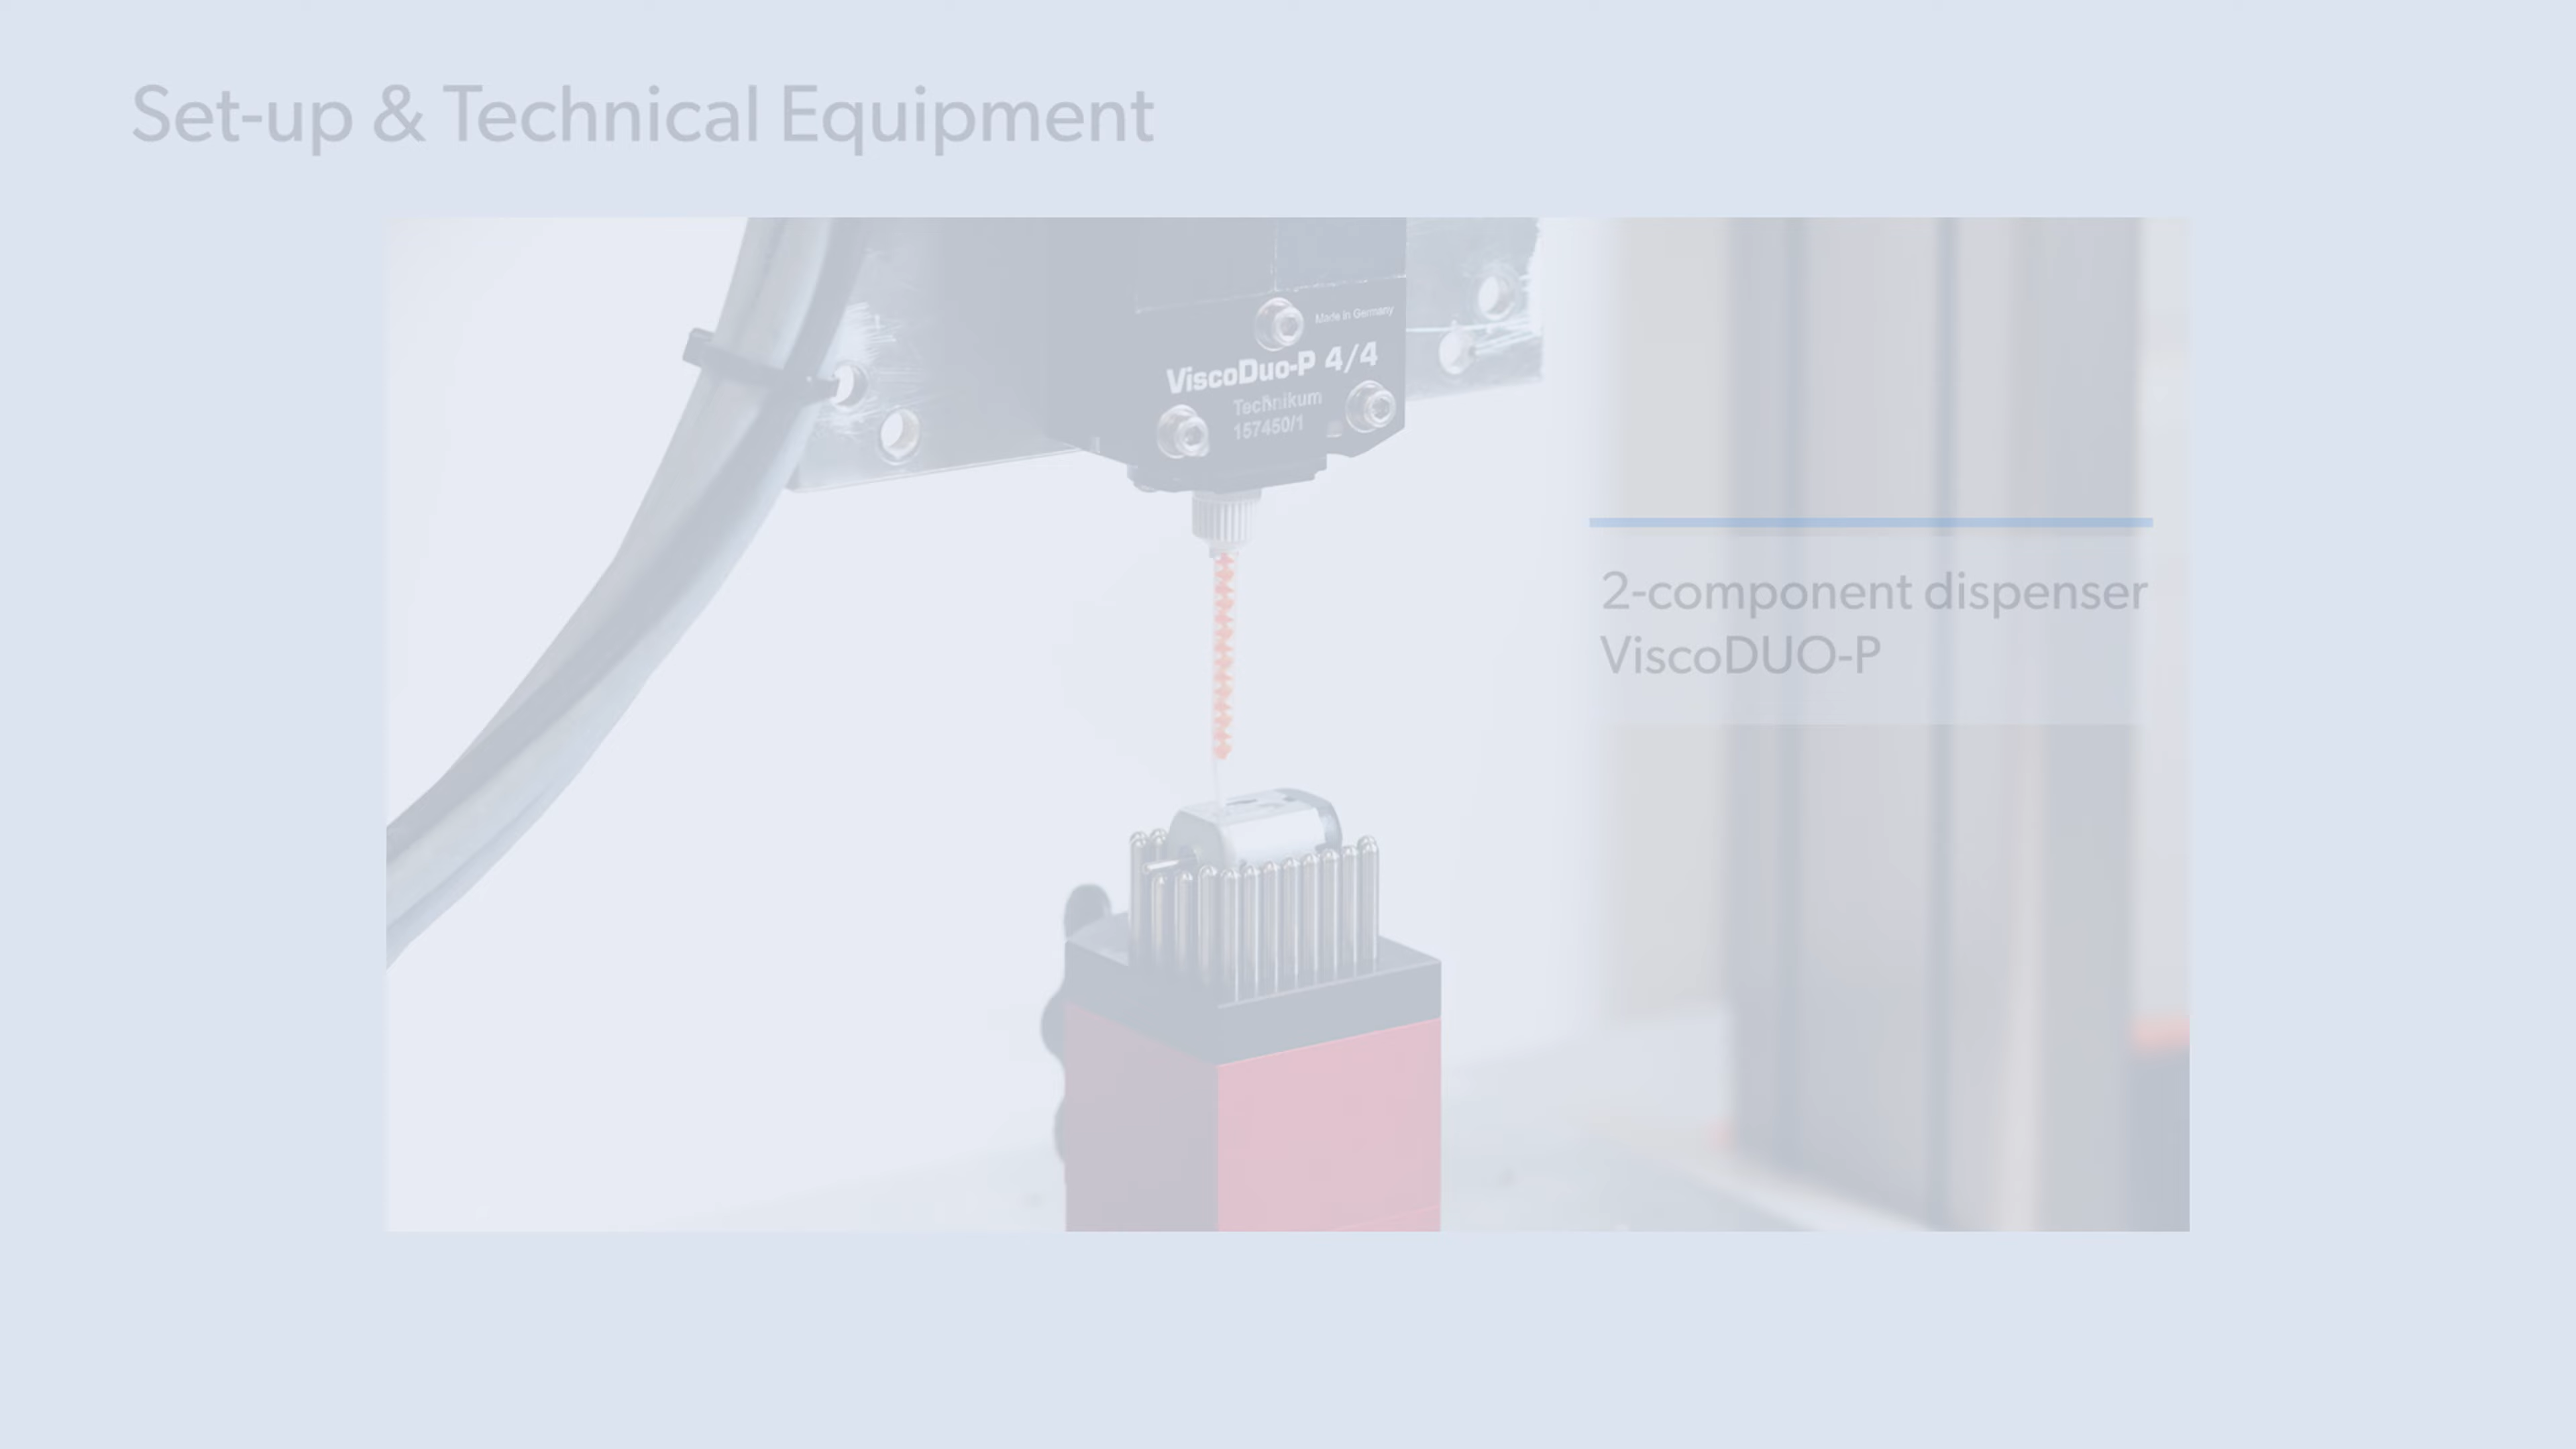 Set-up & Technical Equipment
Made in Germany
ViscoDuo-P 4/4
Technikum
157450/1
2-component dispenser
ViscoDUO-P